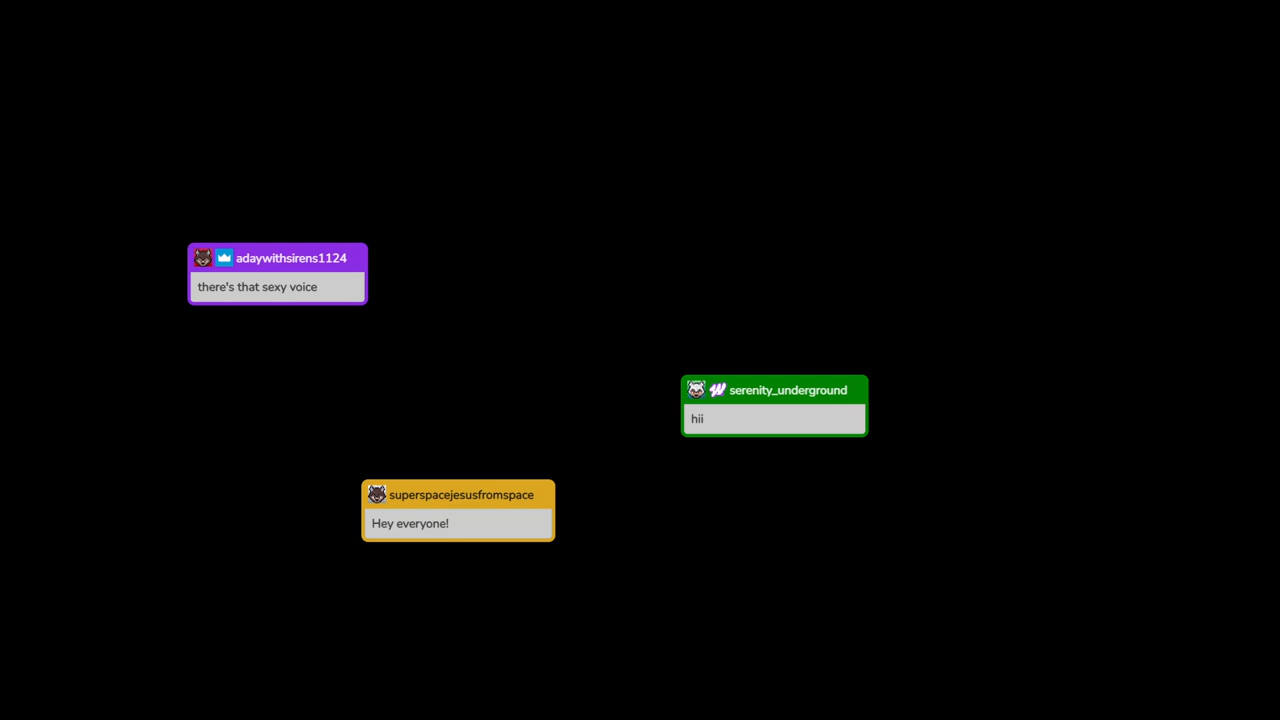 adaywithsirens1124
there's that sexy voice
serenity_underground
hii
superspacejesusfromspace
Hey everyone!